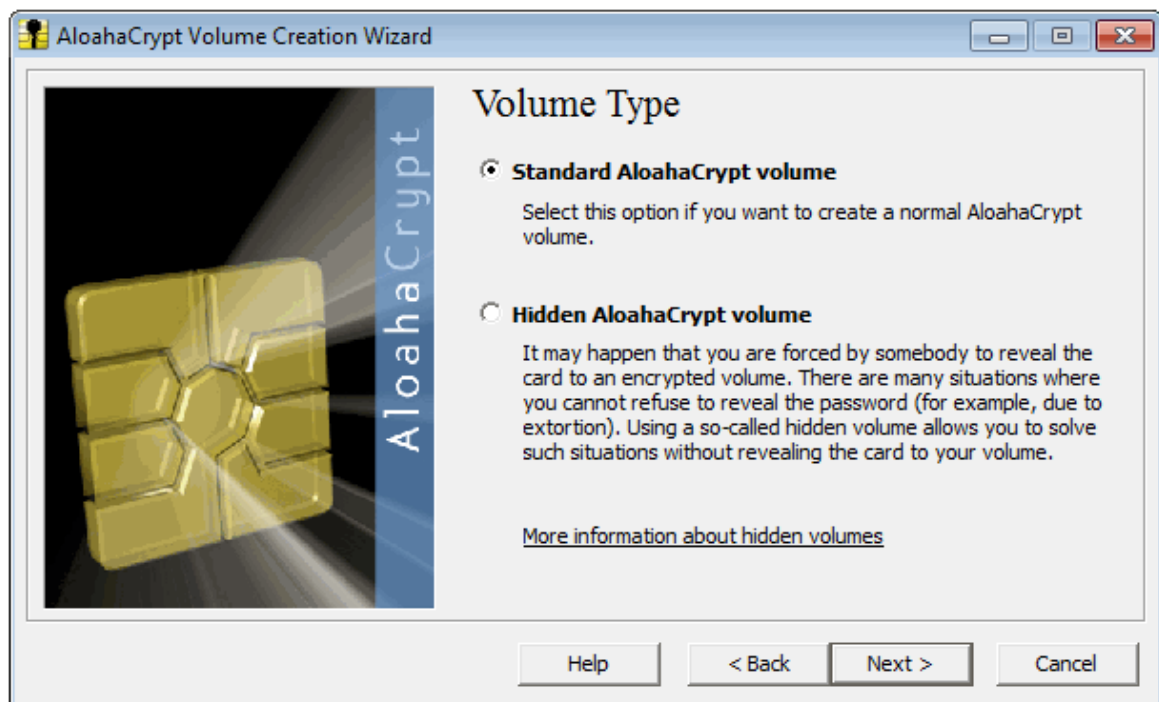 AloahaCrypt Volume Creation Wizard
AloahaCrypt
Volume Type
Standard AloahaCrypt volume
Select this option if you want to create a normal AloahaCrypt
volume.
Hidden AloahaCrypt volume
It may happen that you are forced by somebody to reveal the
card to an encrypted volume. There are many situations where
you cannot refuse to reveal the password (for example, due to
extortion). Using a so-called hidden volume allows you to solve
such situations without revealing the card to your volume.
More information about hidden volumes
Help
< Back
Next >
Cancel